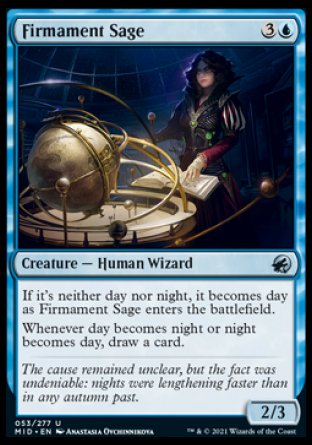 Firmament Sage 3
Creature — Human Wizard
If it's neither day nor night, it becomes day
as Firmament Sage enters the battlefield.
Whenever day becomes night or night
becomes day, draw a card.
The cause remained unclear, but the fact was
undeniable: nights were lengthening faster than
in any autumn past.
2/3
053/277 U
MID • EN Anastasia Ovchinnikova
™ & © 2021 Wizards of the Coast